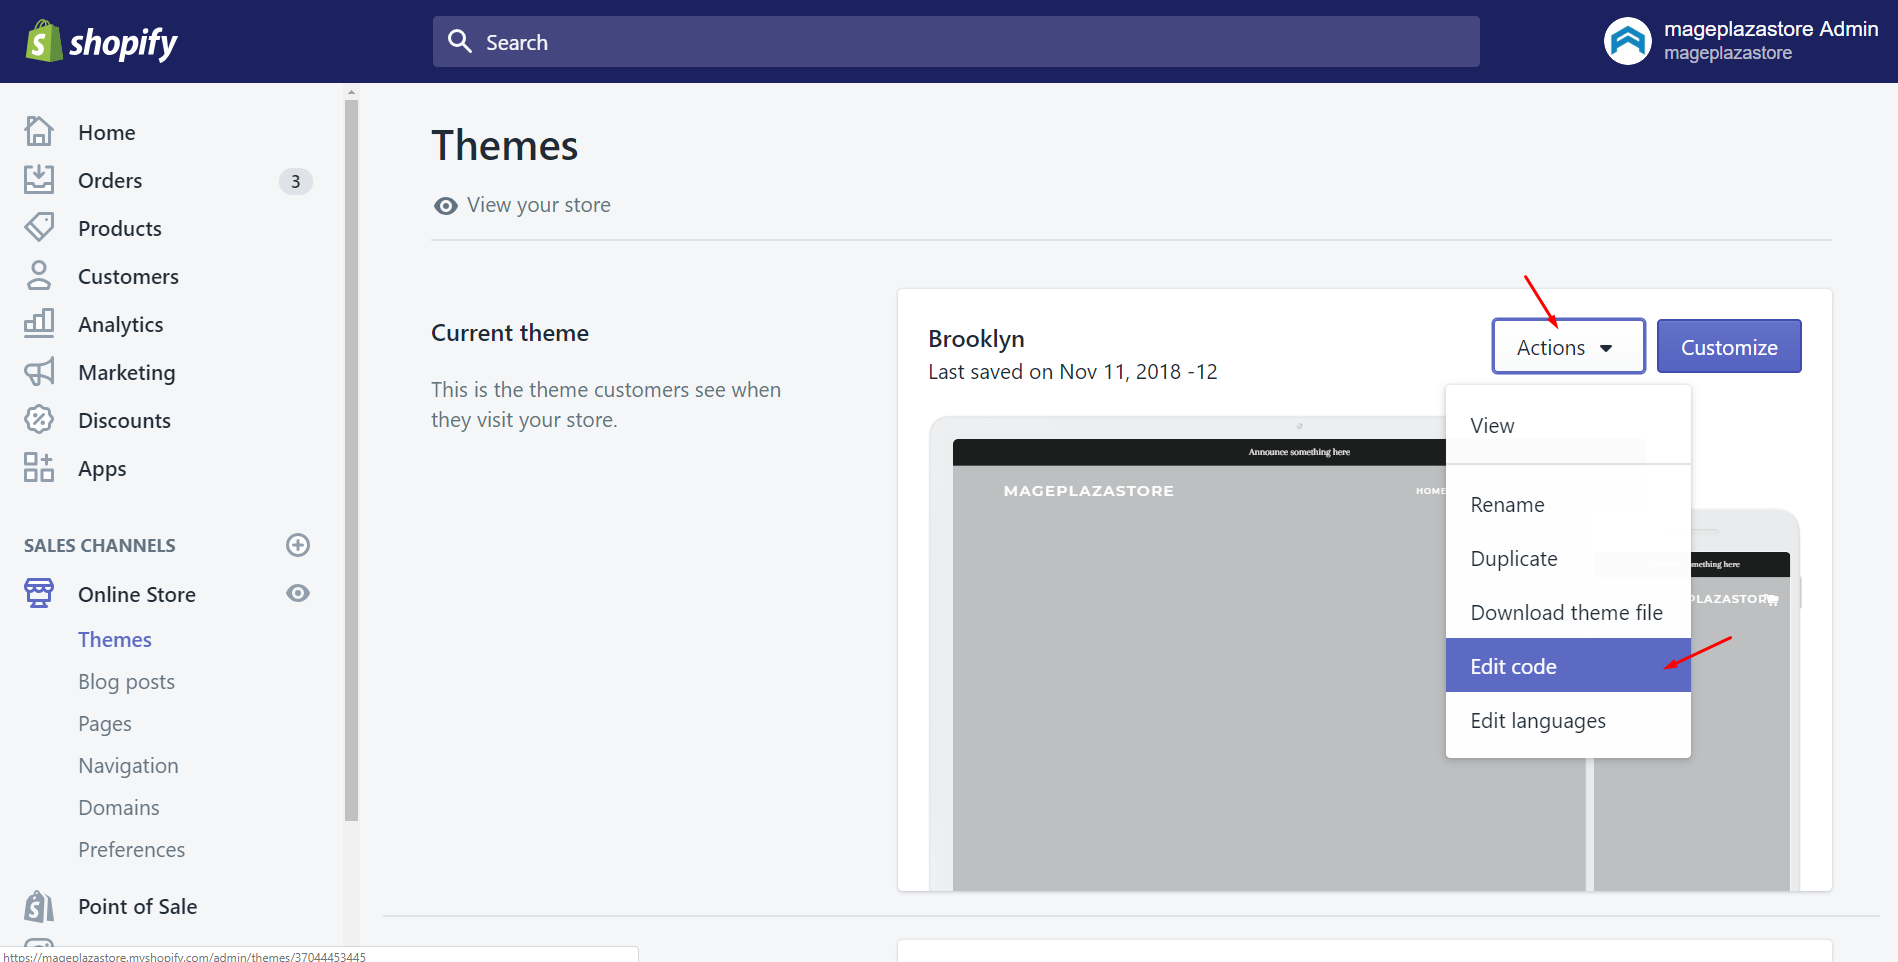 shopify
Search
mageplazastore Admin
mageplazastore
Home
Orders
3
Products
Customers
Analytics
Marketing
Discounts
Apps
SALES CHANNELS
Online Store
Themes
Blog posts
Pages
Navigation
Domains
Preferences
Point of Sale
Themes
View your store
Current theme
This is the theme customers see when
they visit your store.
Brooklyn
Last saved on Nov 11, 2018 -12
Actions
Customize
View
Rename
Duplicate
Download theme file
Edit code
Edit languages
Announce something here
MAGEPLAZASTORE
HOME
mething here
PLAZASTORE
https://mageplazastore.myshopify.com/admin/themes/37044453445